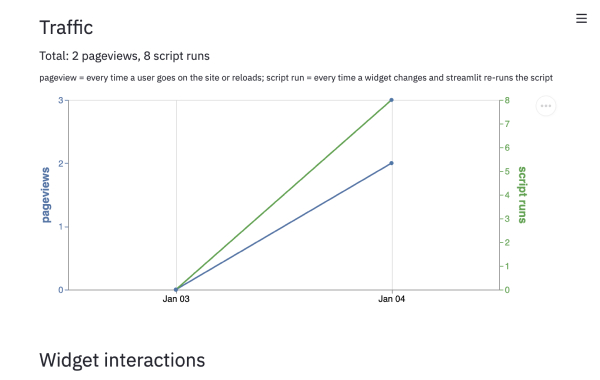 Traffic
Total: 2 pageviews, 8 script runs
pageview = every time a user goes on the site or reloads; script run = every time a widget changes and streamlit re-runs the script
3
2
1
0
pageviews
8
7
6
5
4
3
2
1
0
script runs
Jan 03
Jan 04
Widget interactions